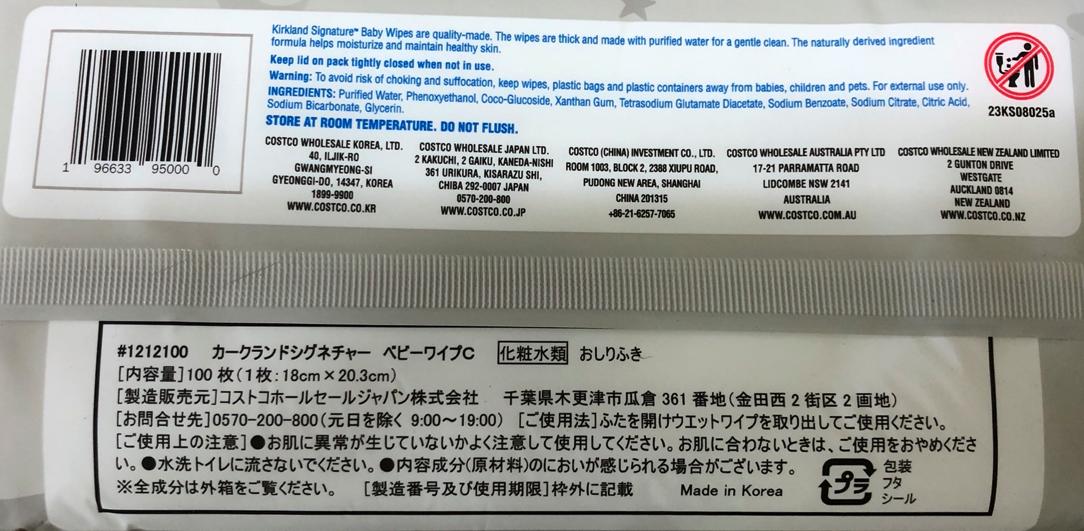 Kirkland Signature™ Baby Wipes are quality-made. The wipes are thick and made with purified water for a gentle clean. The naturally derived ingredient
formula helps moisturize and maintain healthy skin.
Keep lid on pack tightly closed when not in use.
Warning: To avoid risk of choking and suffocation, keep wipes, plastic bags and plastic containers away from babies, children and pets. For external use only.
INGREDIENTS: Purified Water, Phenoxyethanol, Coco-Glucoside, Xanthan Gum, Tetrasodium Glutamate Diacetate, Sodium Benzoate, Sodium Citrate, Citric Acid,
Sodium Bicarbonate, Glycerin.
STORE AT ROOM TEMPERATURE. DO NOT FLUSH.
23KS08025a
1 96633 95000 0
COSTCO WHOLESALE KOREA, LTD.
40, ILJIK-RO
GWANGMYEONG-SI
GYEONGGI-DO, 14347, KOREA
1899-9900
WWW.COSTCO.CO.KR
COSTCO WHOLESALE JAPAN LTD.
2 KAKUCHI, 2 GAIKU, KANEDA-NISHI
361 URIKURA, KISARAZU SHI,
CHIBA 292-0007 JAPAN
0570-200-800
WWW.COSTCO.CO.JP
COSTCO (CHINA) INVESTMENT CO., LTD.
ROOM 1003, BLOCK 2, 2388 XIUPU ROAD,
PUDONG NEW AREA, SHANGHAI
CHINA 201315
+86-21-6257-7065
COSTCO WHOLESALE AUSTRALIA PTY LTD
17-21 PARRAMATTA ROAD
LIDCOMBE NSW 2141
AUSTRALIA
WWW.COSTCO.COM.AU
COSTCO WHOLESALE NEW ZEALAND LIMITED
2 GUNTON DRIVE
WESTGATE
AUCKLAND 0814
NEW ZEALAND
WWW.COSTCO.CO.NZ
#1212100 カークランドシグネチャー ベビーワイプC 化粧水類 おしりふき
[内容量]100枚(1枚:18cm×20.3cm)
[製造販売元]コストコホールセールジャパン株式会社 千葉県木更津市瓜倉361番地(金田西2街区2画地)
[お問合せ先]0570-200-800(元日を除く 9:00〜19:00) [ご使用法]ふたを開けウエットワイプを取り出してご使用ください。
[ご使用上の注意]●お肌に異常が生じていないかよく注意して使用してください。お肌に合わないときは、ご使用をおやめくださ
い。●水洗トイレに流さないでください。●内容成分(原材料)のにおいが感じられる場合がございます。
※全成分は外箱をご覧ください。 [製造番号及び使用期限]枠外に記載 Made in Korea
プラ
包装
フタ
シール